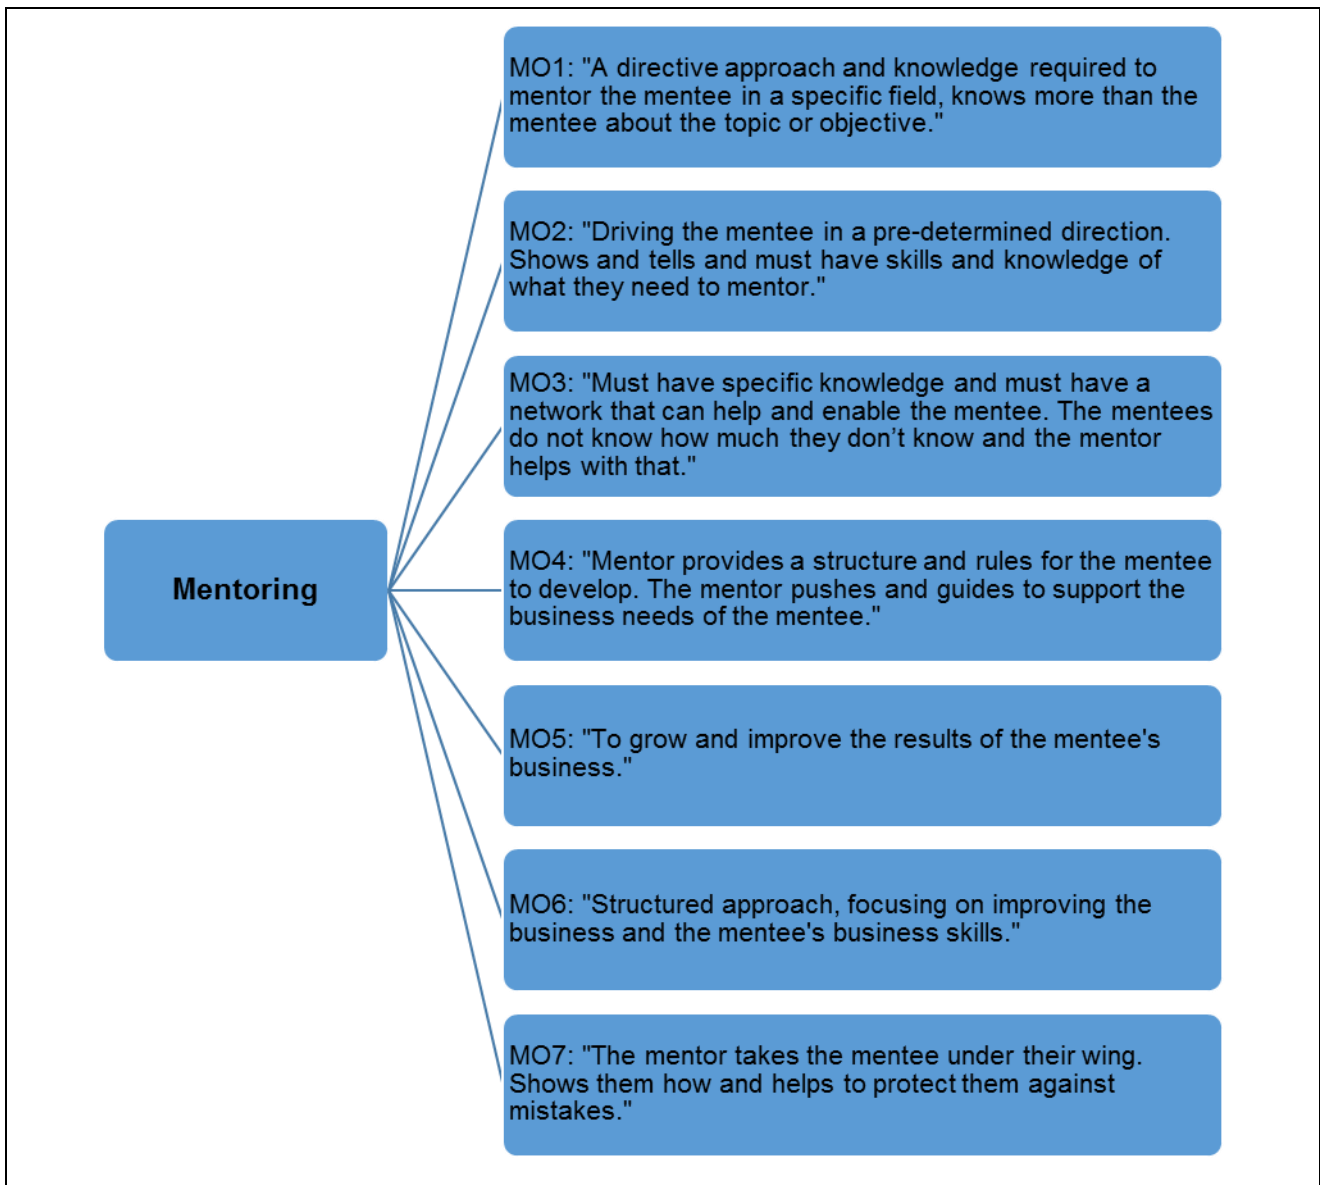 MO1: "A directive approach and knowledge required to
mentor the mentee in a specific field, knows more than the
mentee about the topic or objective."
MO2: "Driving the mentee in a pre-determined direction.
Shows and tells and must have skills and knowledge of
what they need to mentor."
MO3: "Must have specific knowledge and must have a
network that can help and enable the mentee. The mentees
do not know how much they don’t know and the mentor
helps with that."
Mentoring
MO4: "Mentor provides a structure and rules for the mentee
to develop. The mentor pushes and guides to support the
business needs of the mentee."
MO5: "To grow and improve the results of the mentee's
business."
MO6: "Structured approach, focusing on improving the
business and the mentee's business skills."
MO7: "The mentor takes the mentee under their wing.
Shows them how and helps to protect them against
mistakes."